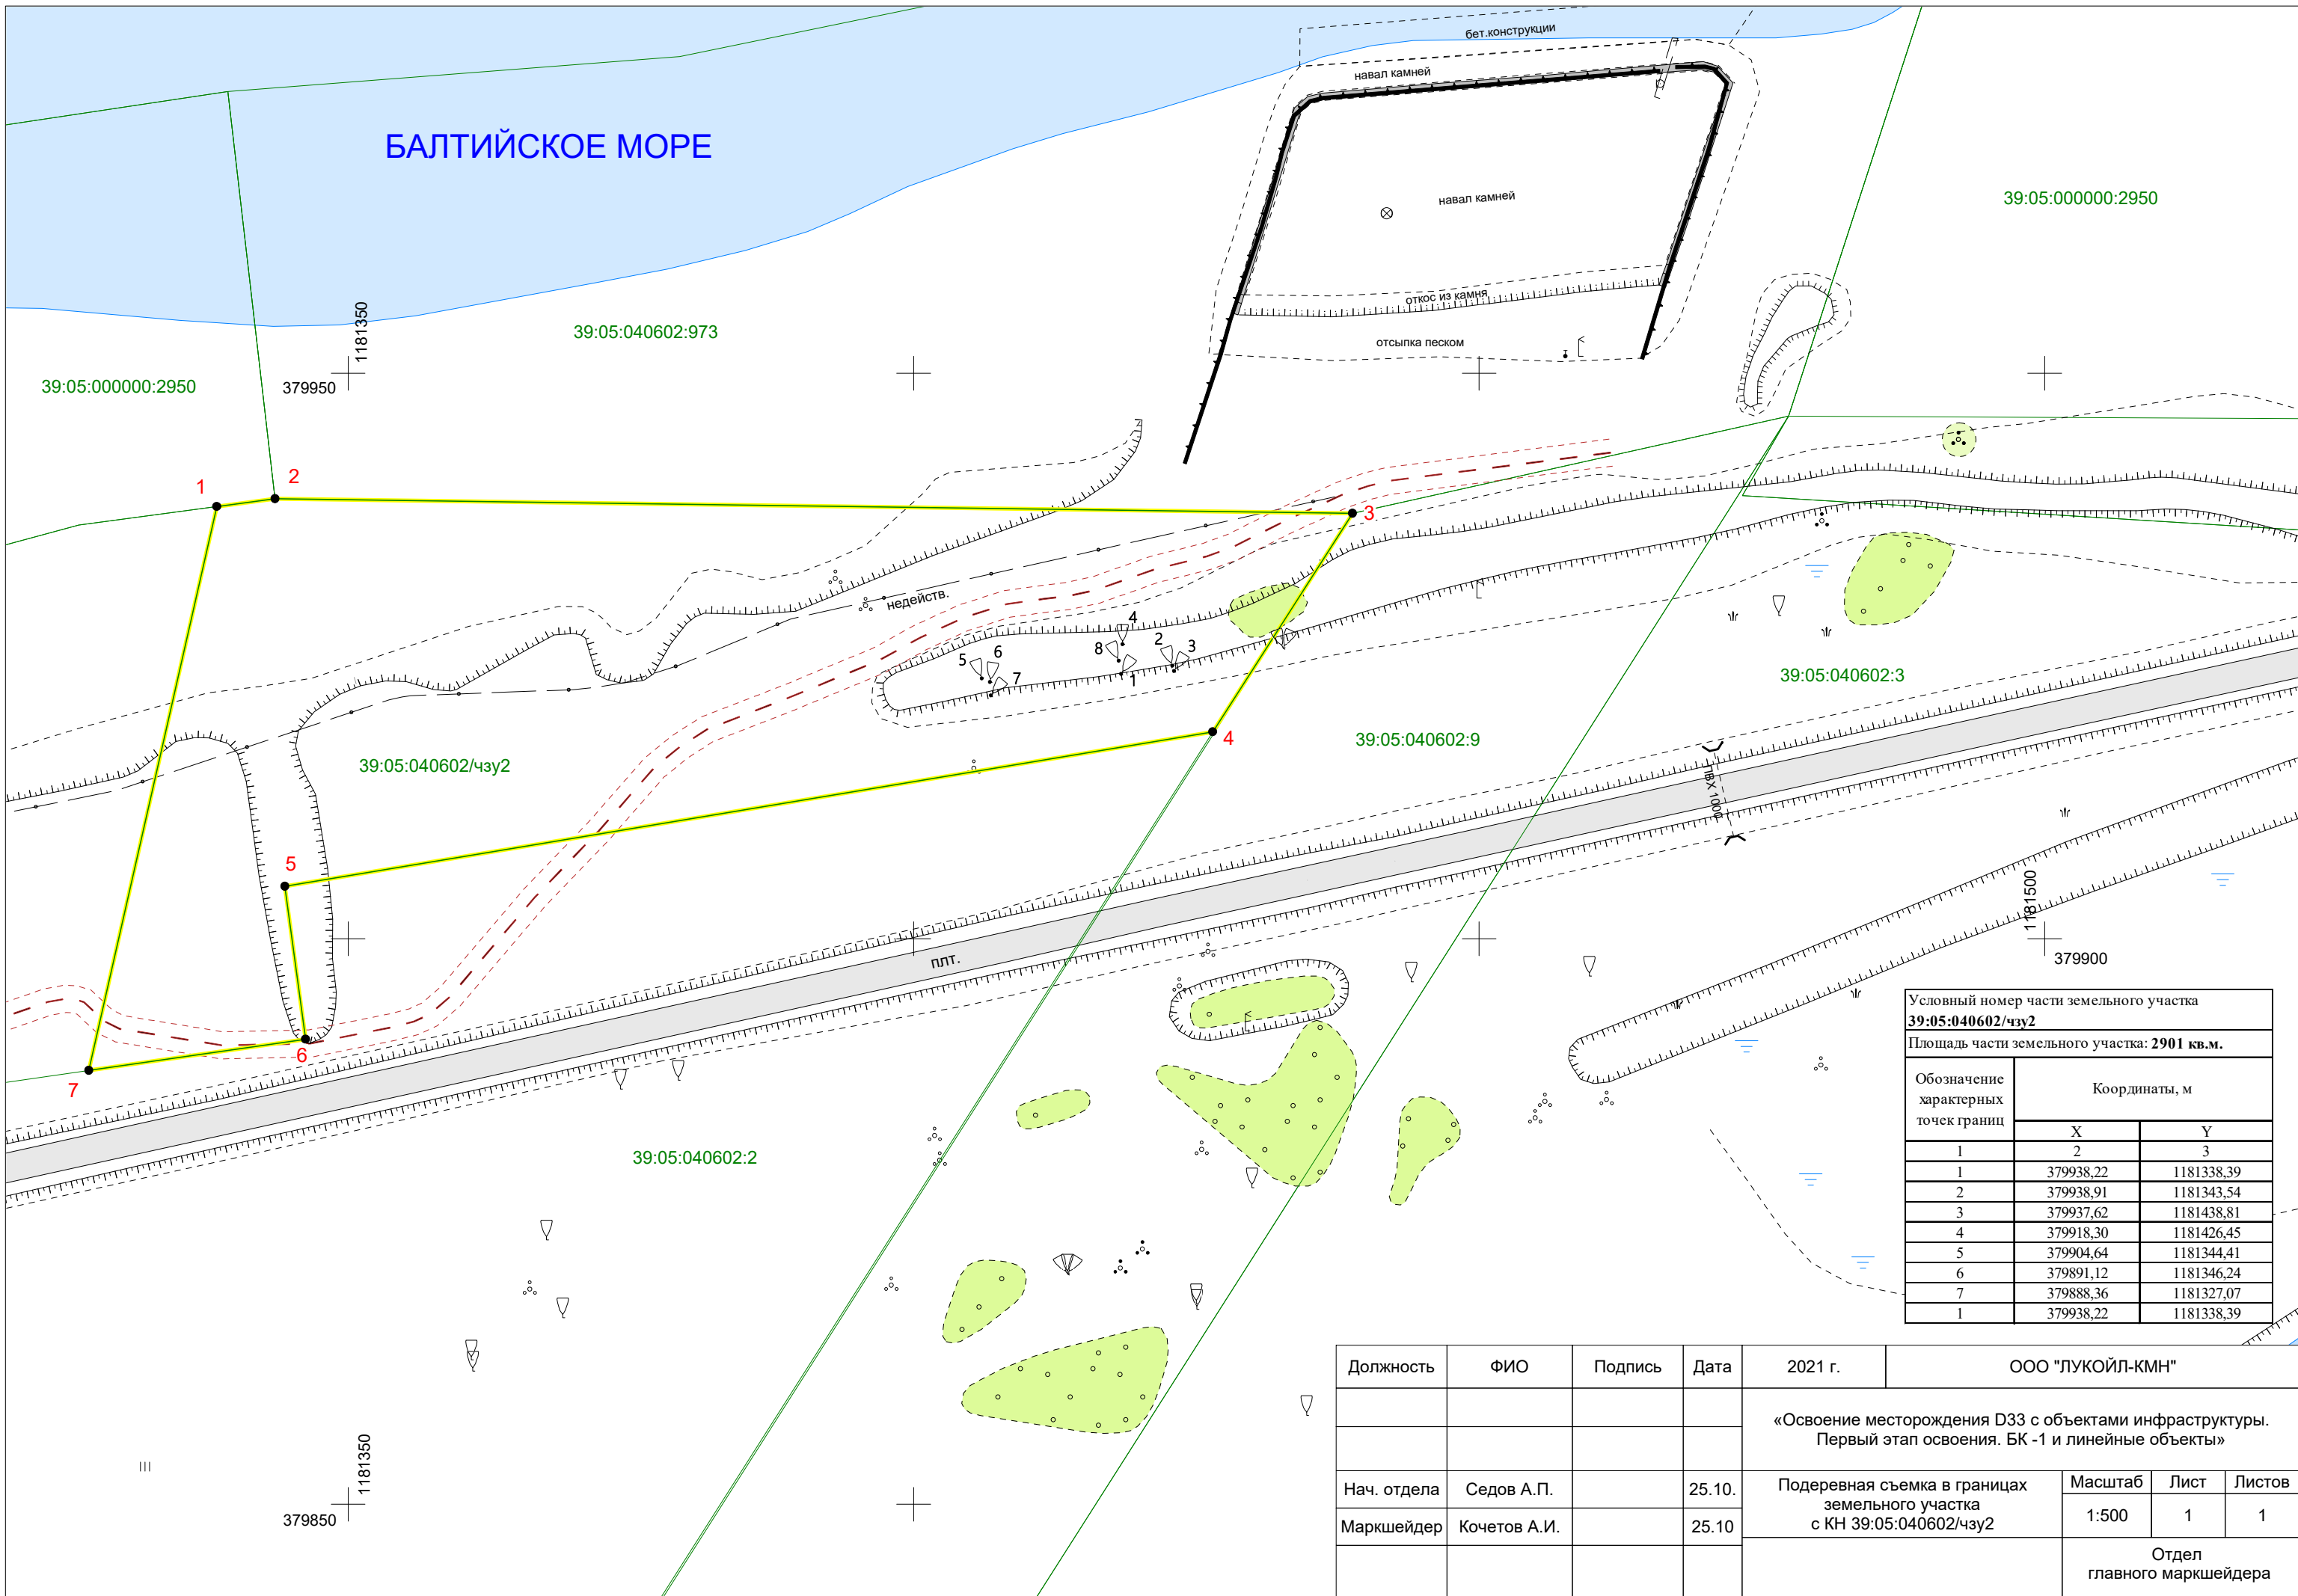 бет.конструкции
навал камней
БАЛТИЙСКОЕ МОРЕ
навал камней
39:05:000000:2950
откос из камня
1181350
39:05:040602:973
отсыпка песком
39:05:000000:2950
379950
1
2
3
недейств.
4
5
6
7
8
2
3
1
39:05:040602:3
4
39:05:040602:9
39:05:040602/чзу2
ПВХ 1000
5
1181500
379900
плт.
6
7
39:05:040602:2
1181350
379850
Условный номер части земельного участка
39:05:040602/чзу2
Площадь части земельного участка: 2901 кв.м.
Обозначение характерных точек границ Координаты, м
X Y
1 2 3
1 379938,22 1181338,39
2 379938,91 1181343,54
3 379937,62 1181438,81
4 379918,30 1181426,45
5 379904,64 1181344,41
6 379891,12 1181346,24
7 379888,36 1181327,07
1 379938,22 1181338,39
Должность ФИО Подпись Дата 2021 г. ООО "ЛУКОЙЛ-КМН"
«Освоение месторождения D33 с объектами инфраструктуры.
Первый этап освоения. БК -1 и линейные объекты»
Нач. отдела Седов А.П. 25.10.
Маркшейдер Кочетов А.И. 25.10
Подеревная съемка в границах
земельного участка
с КН 39:05:040602/чзу2
Масштаб Лист Листов
1:500 1 1
Отдел
главного маркшейдера